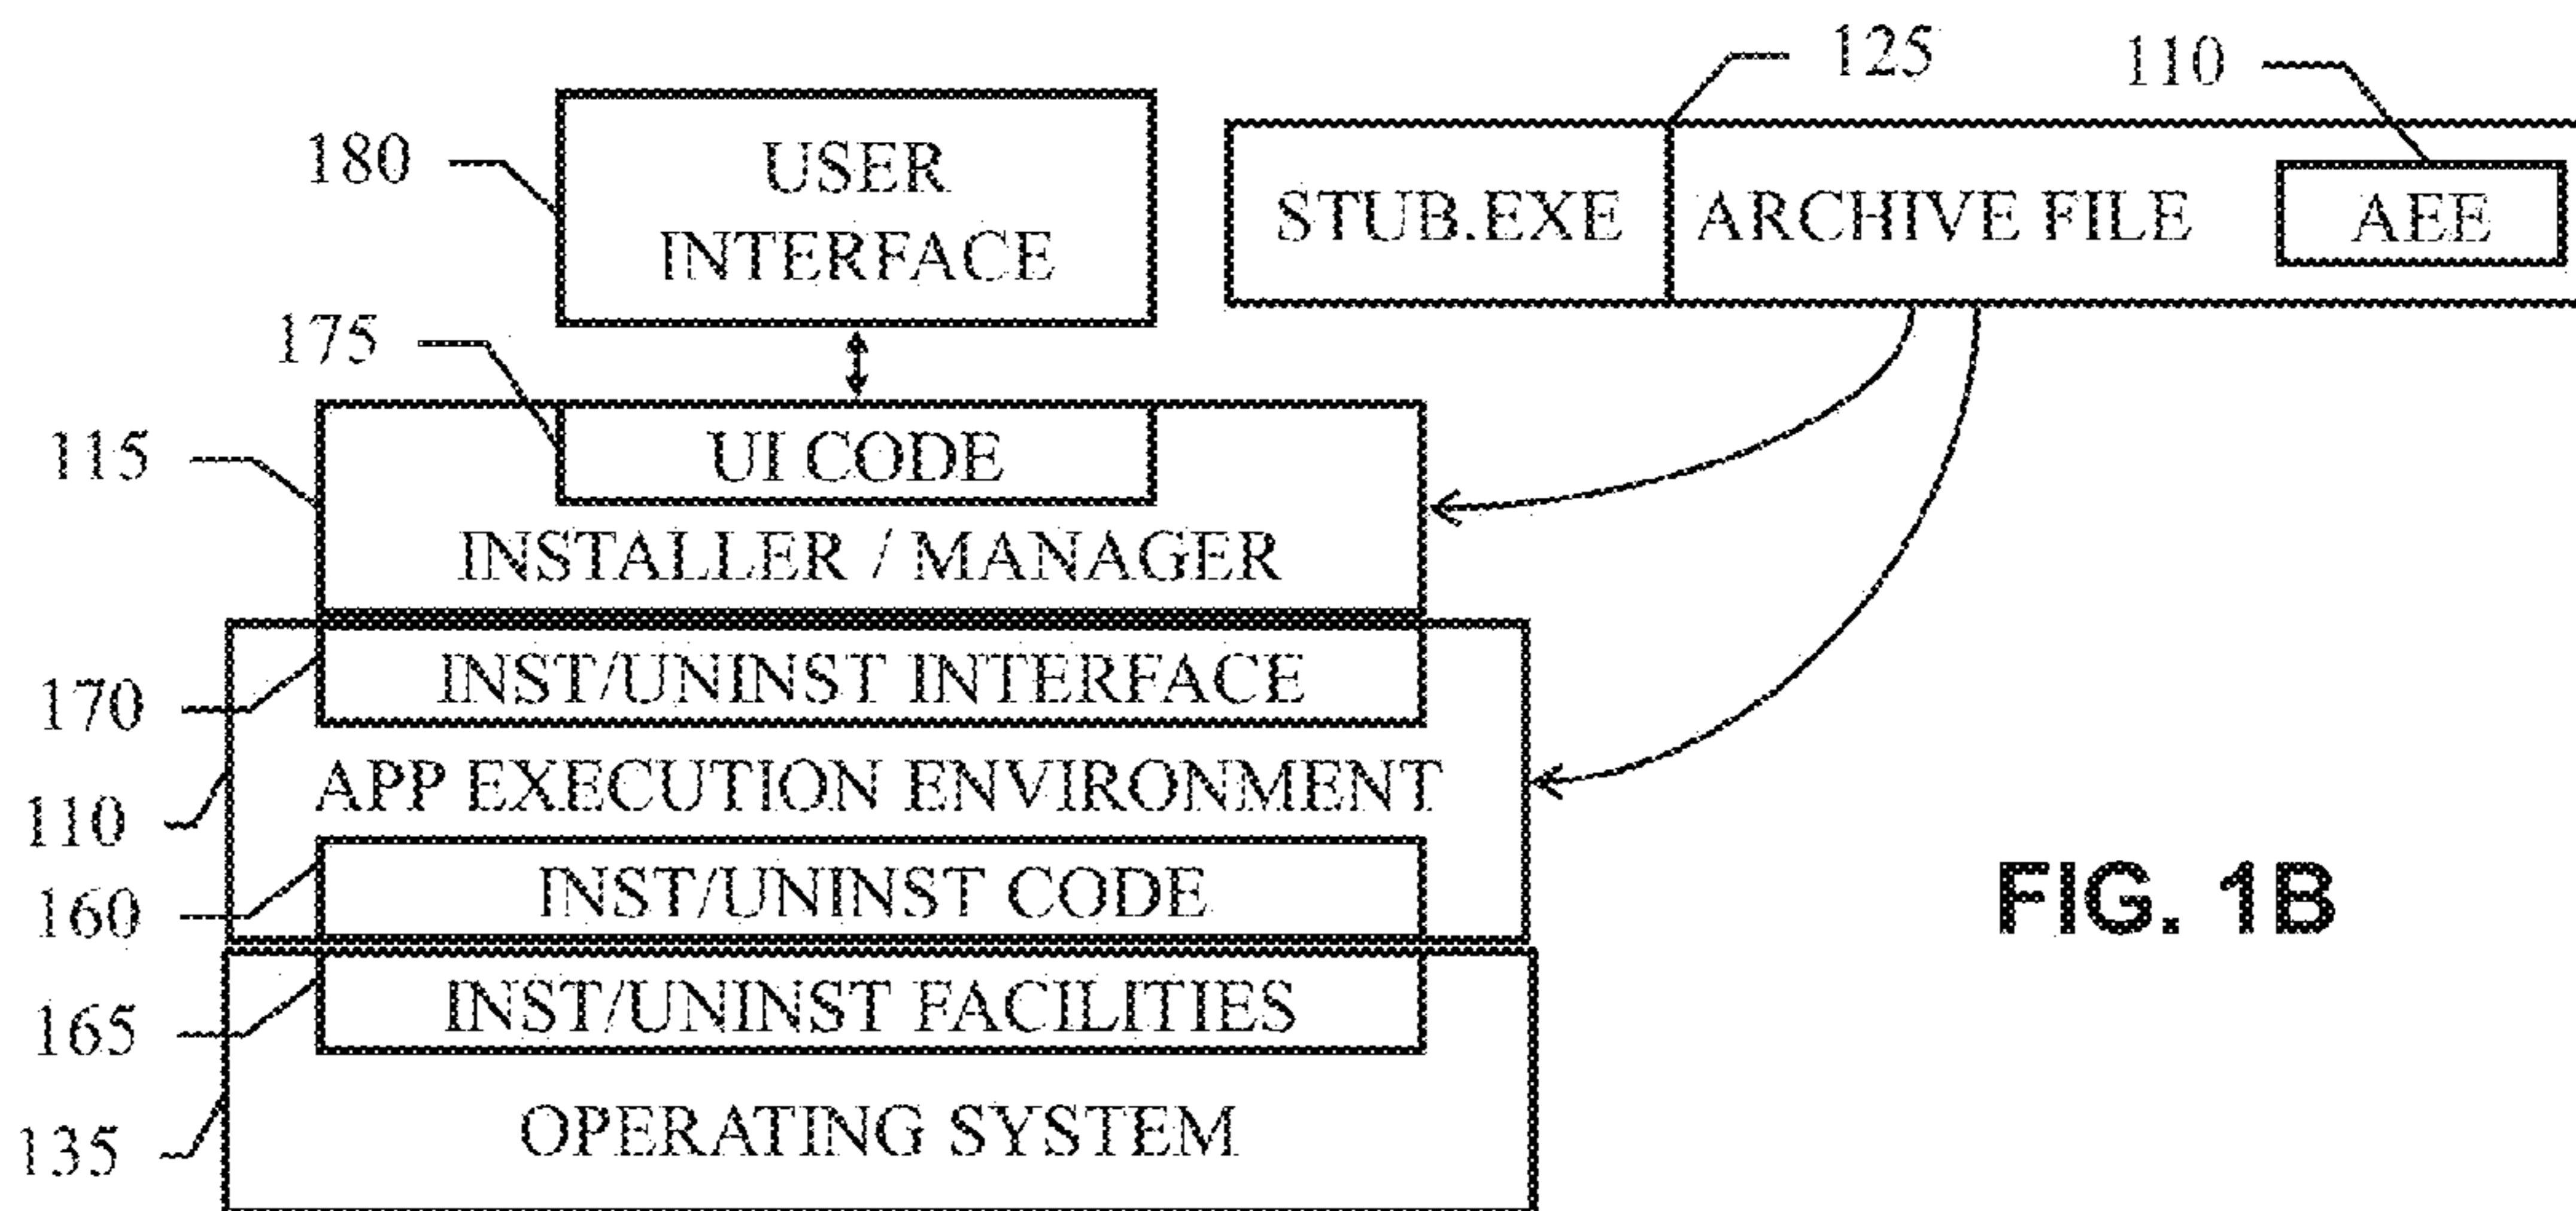 125
110
180
USER
INTERFACE
STUB.EXE
ARCHIVE FILE
AEE
175
UI CODE
115
INSTALLER / MANAGER
170
INST/UNINST INTERFACE
APP EXECUTION ENVIRONMENT
110
160
INST/UNINST CODE
FIG. 1B
165
INST/UNINST FACILITIES
135
OPERATING SYSTEM